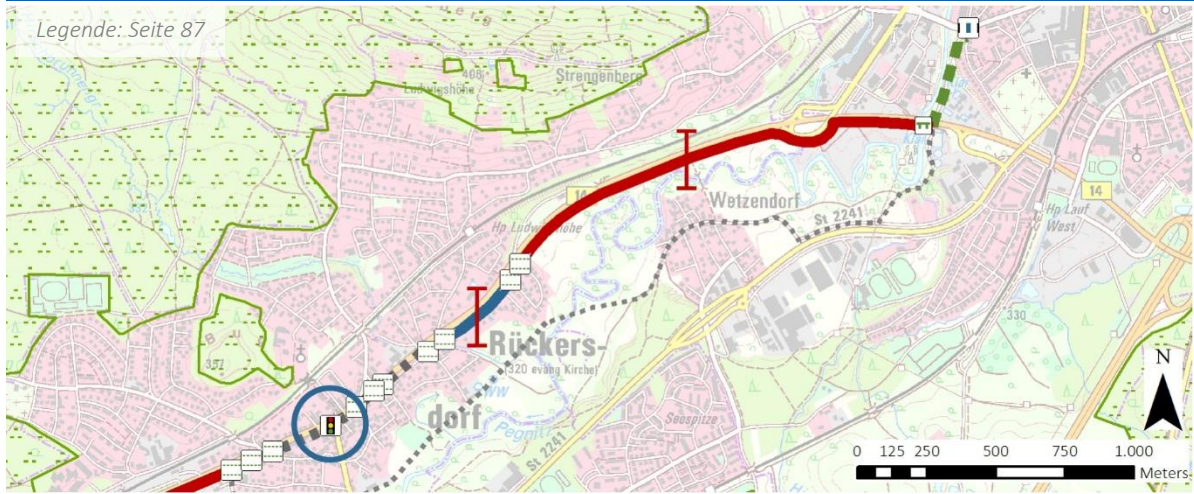 Legende: Seite 87
Strengenberg
408
Ludwigshöhe
14
Wetzendorf
St 2241
14
Hp Lauf
West
Hp Ludwigshöhe
330
357
Rückers-
(320 evang Kirche)
dorf
Seespitze
Pegnitz
St 2241
N
0 125 250 500 750 1.000
Meters